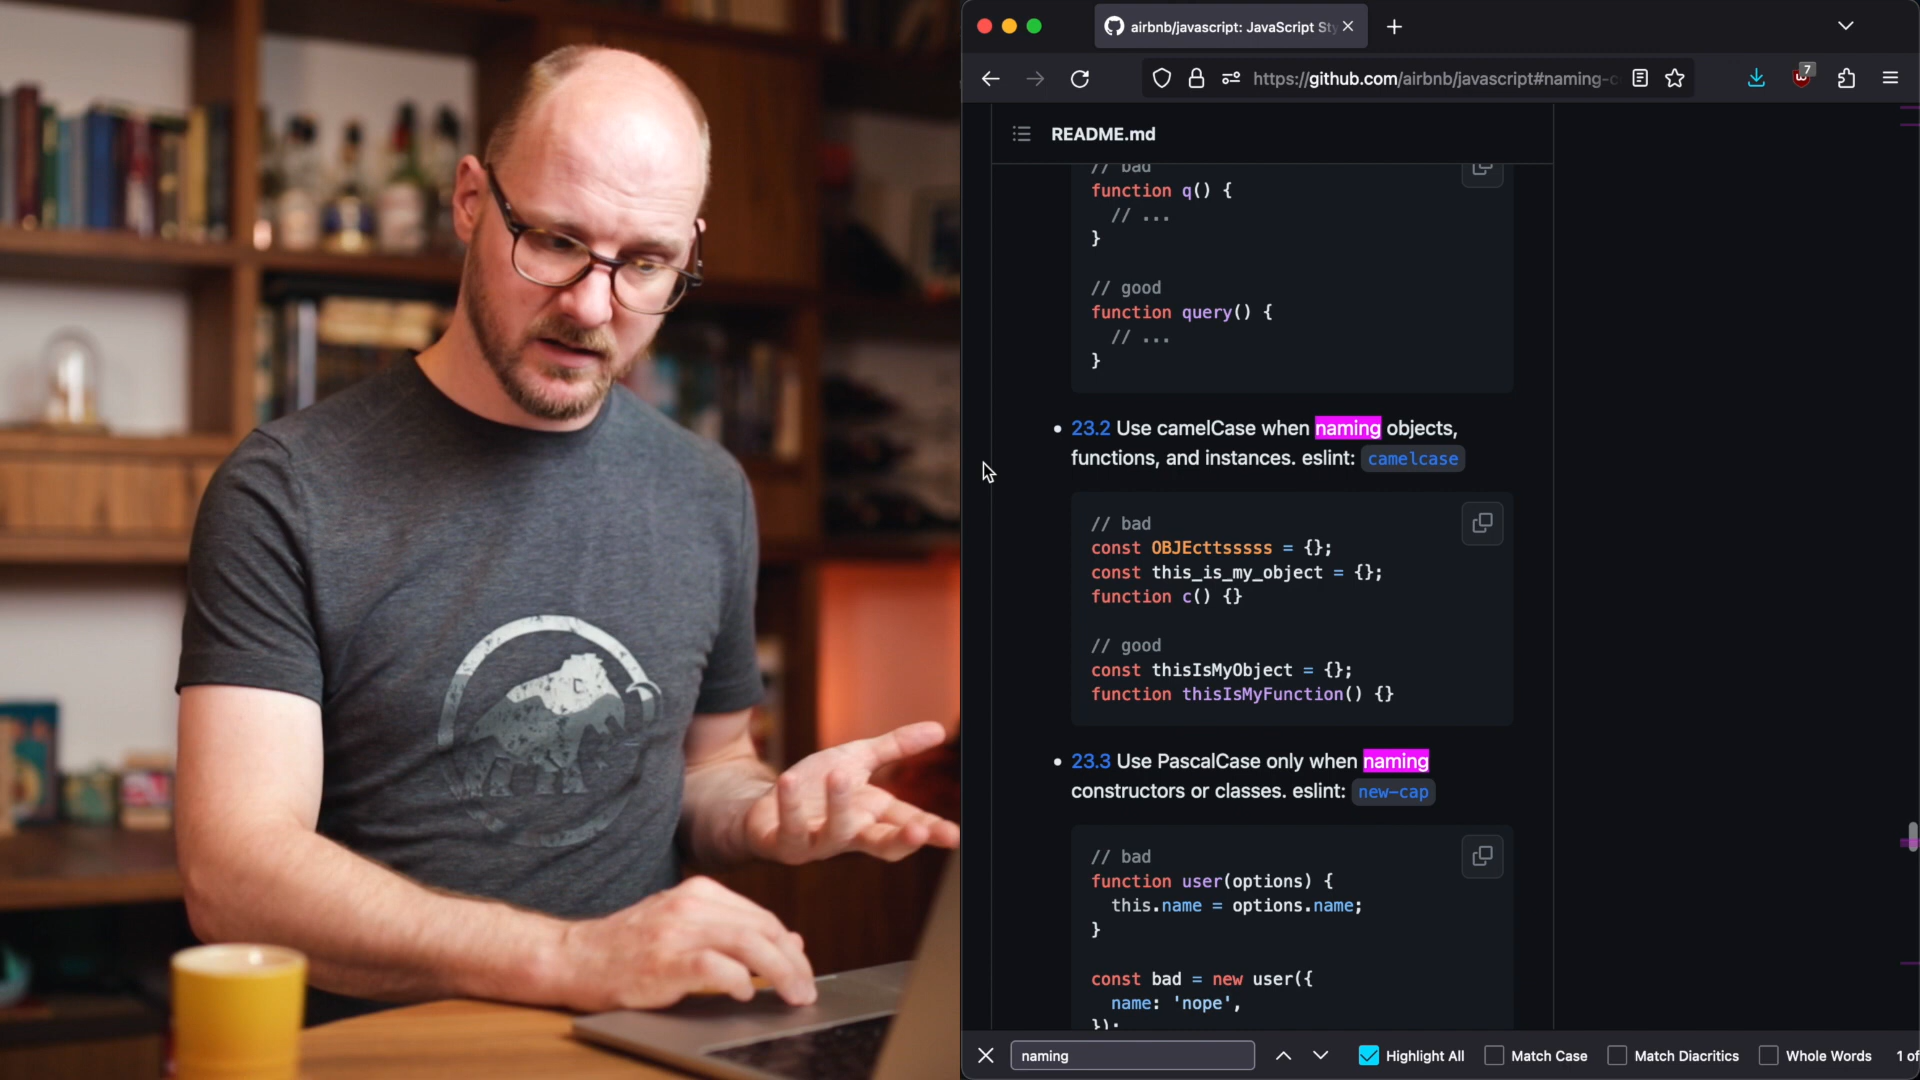 airbnb/javascript: JavaScript Sty
https://github.com/airbnb/javascript#naming-c
7
README.md
// bad
function q() {
// ...
}
// good
function query() {
// ...
}
• 23.2 Use camelCase when naming objects,
functions, and instances. eslint: camelcase
// bad
const OBJEcttsssss = {};
const this_is_my_object = {};
function c() {}
// good
const thisIsMyObject = {};
function thisIsMyFunction() {}
• 23.3 Use PascalCase only when naming
constructors or classes. eslint: new-cap
// bad
function user(options) {
this.name = options.name;
}
const bad = new user({
name: 'nope',
});
naming
Highlight All
Match Case
Match Diacritics
Whole Words
1 of